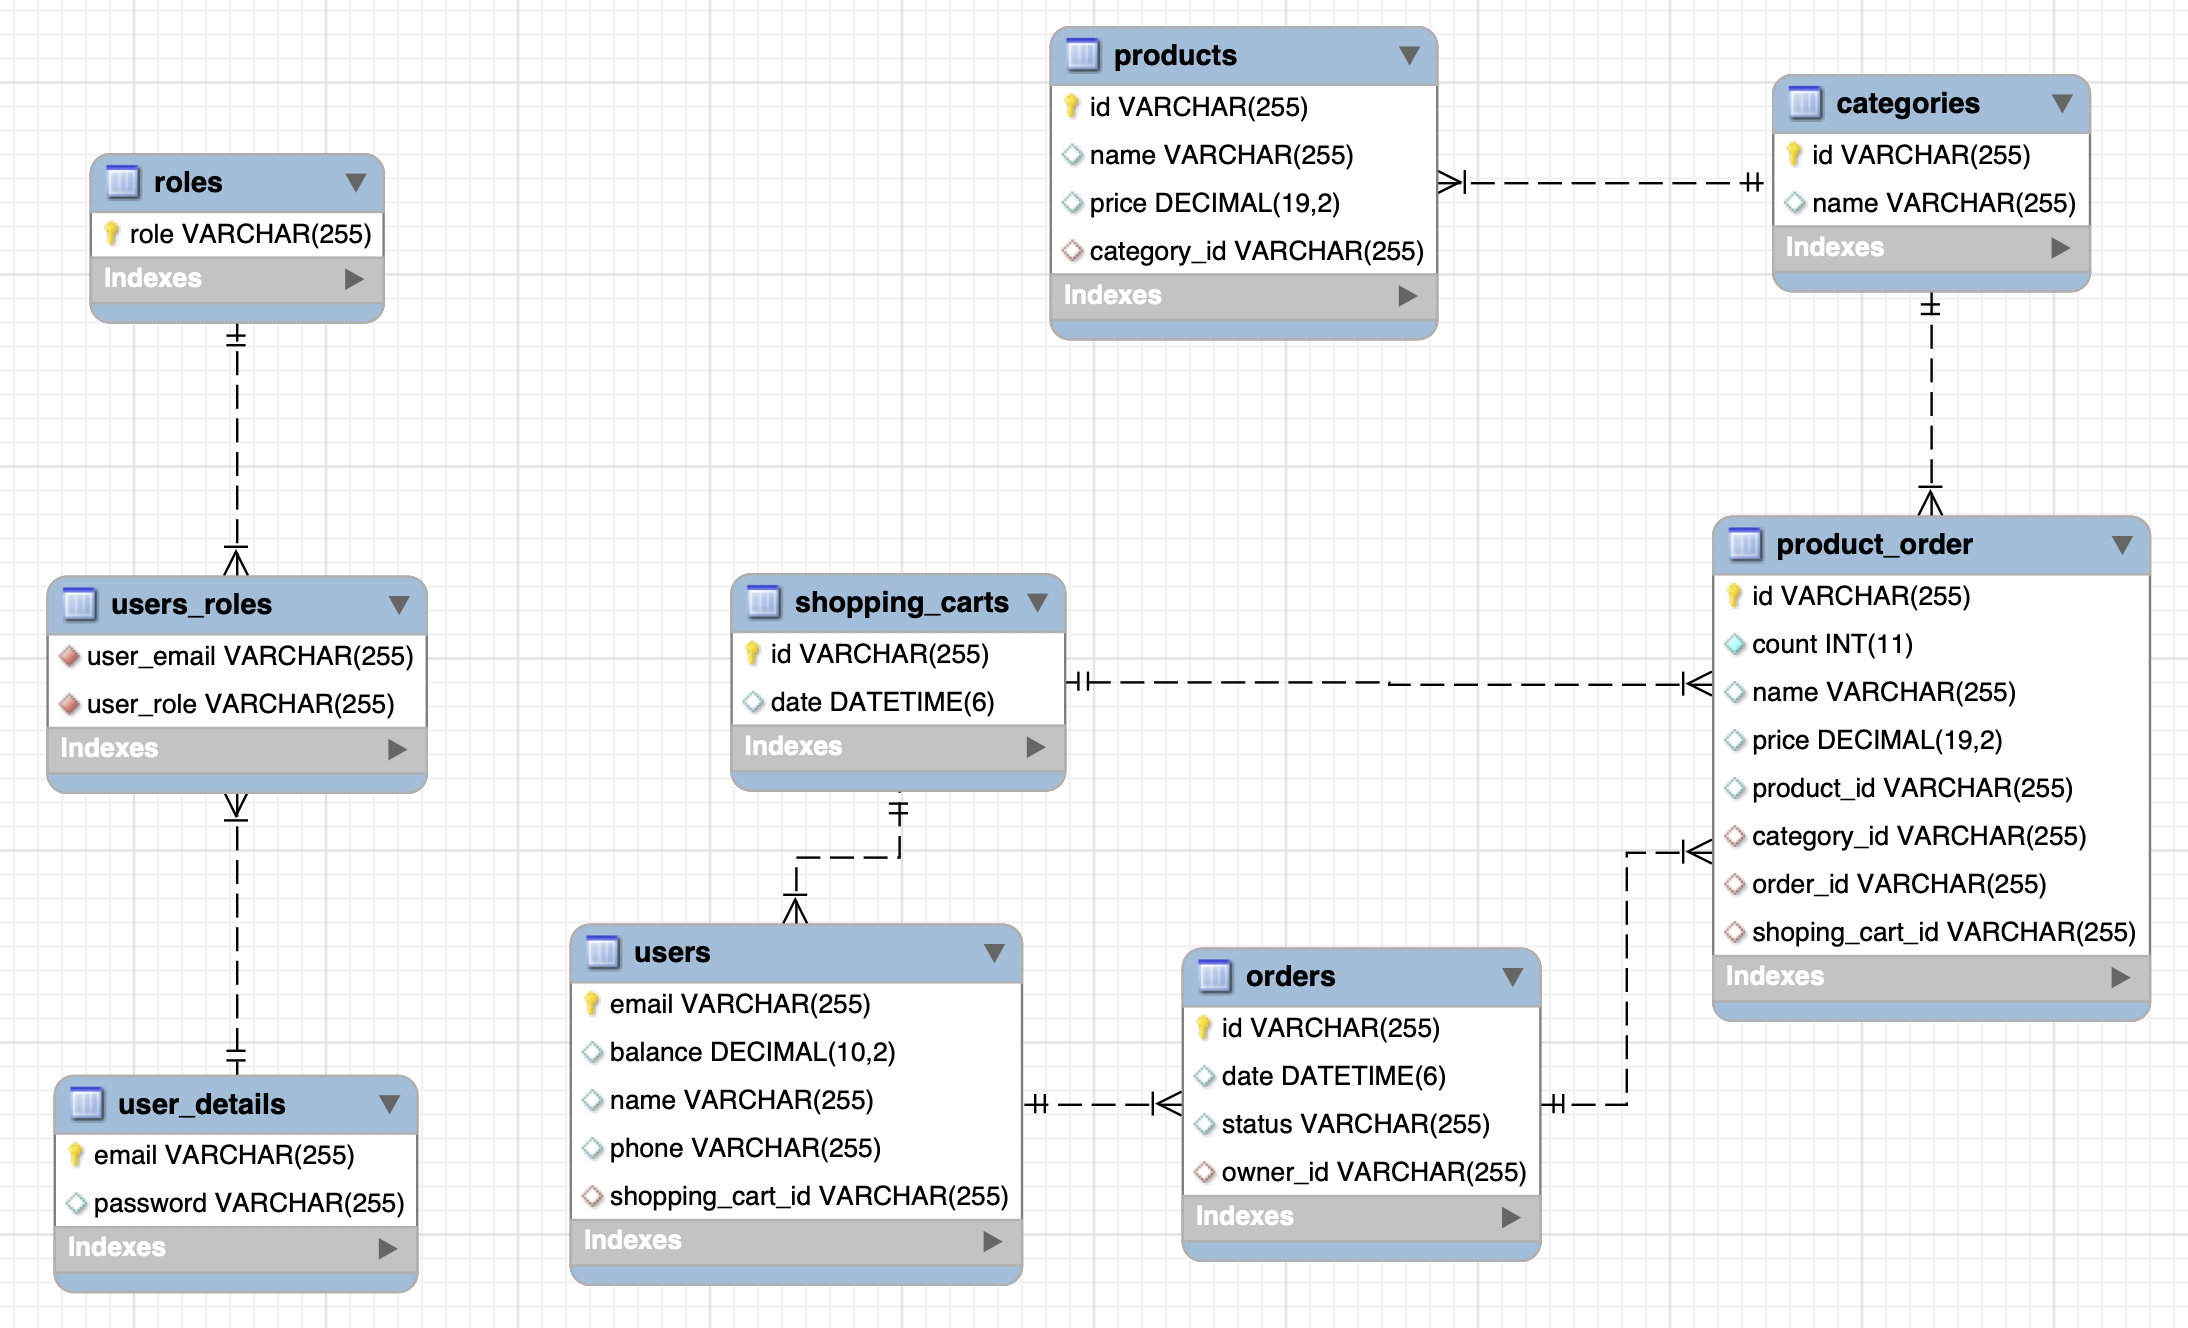 products
id VARCHAR(255)
name VARCHAR(255)
price DECIMAL(19,2)
category_id VARCHAR(255)
Indexes
categories
id VARCHAR(255)
name VARCHAR(255)
Indexes
roles
role VARCHAR(255)
Indexes
users_roles
user_email VARCHAR(255)
user_role VARCHAR(255)
Indexes
shopping_carts
id VARCHAR(255)
date DATETIME(6)
Indexes
product_order
id VARCHAR(255)
count INT(11)
name VARCHAR(255)
price DECIMAL(19,2)
product_id VARCHAR(255)
category_id VARCHAR(255)
order_id VARCHAR(255)
shoping_cart_id VARCHAR(255)
Indexes
user_details
email VARCHAR(255)
password VARCHAR(255)
Indexes
users
email VARCHAR(255)
balance DECIMAL(10,2)
name VARCHAR(255)
phone VARCHAR(255)
shopping_cart_id VARCHAR(255)
Indexes
orders
id VARCHAR(255)
date DATETIME(6)
status VARCHAR(255)
owner_id VARCHAR(255)
Indexes